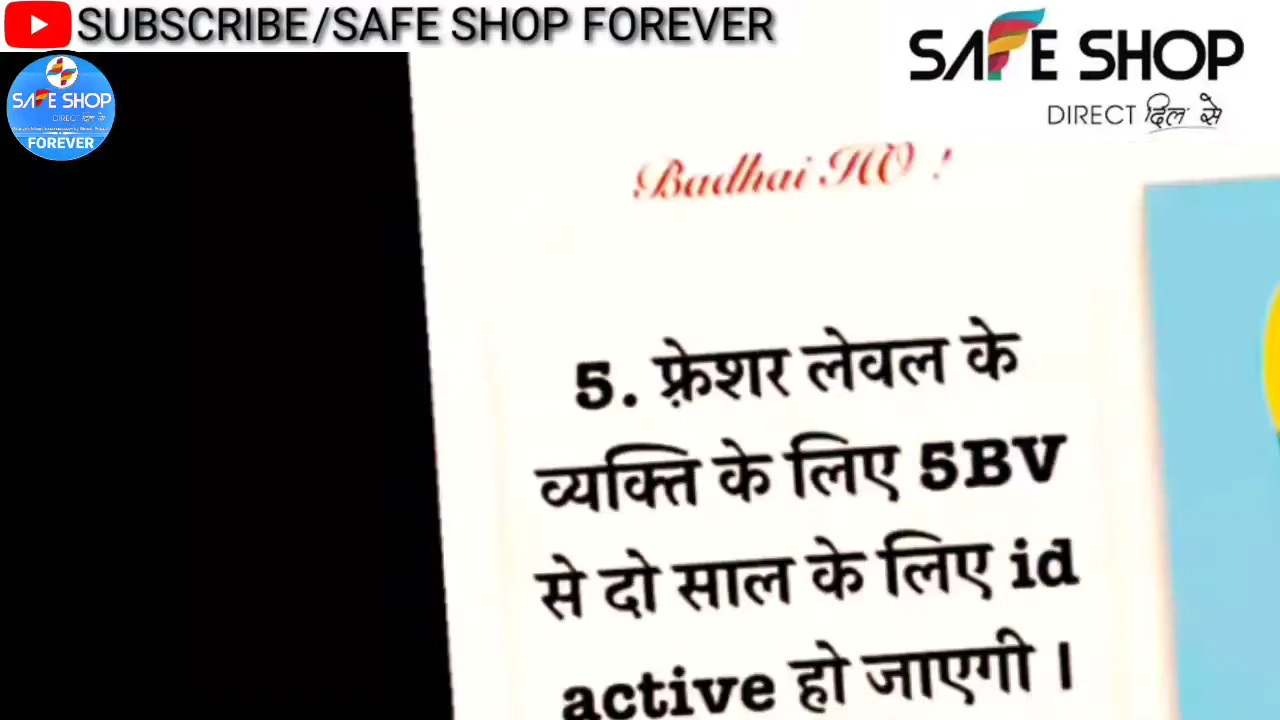 SUBSCRIBE/SAFE SHOP FOREVER
SAFE SHOP
DIRECT दिल से
SAFE SHOP
DIRECT दिल से
FOREVER
Badhai HO !
5. फ़्रेशर लेवल के
व्यक्ति के लिए 5BV
से दो साल के लिए id
active हो जाएगी ।